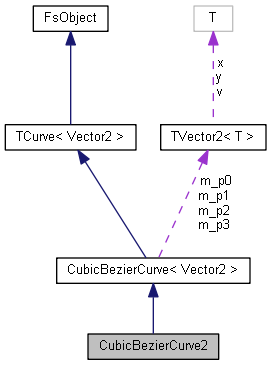 FsObject
T
x
y
v
TCurve< Vector2 >
TVector2< T >
m_p0
m_p1
m_p2
m_p3
CubicBezierCurve< Vector2 >
CubicBezierCurve2